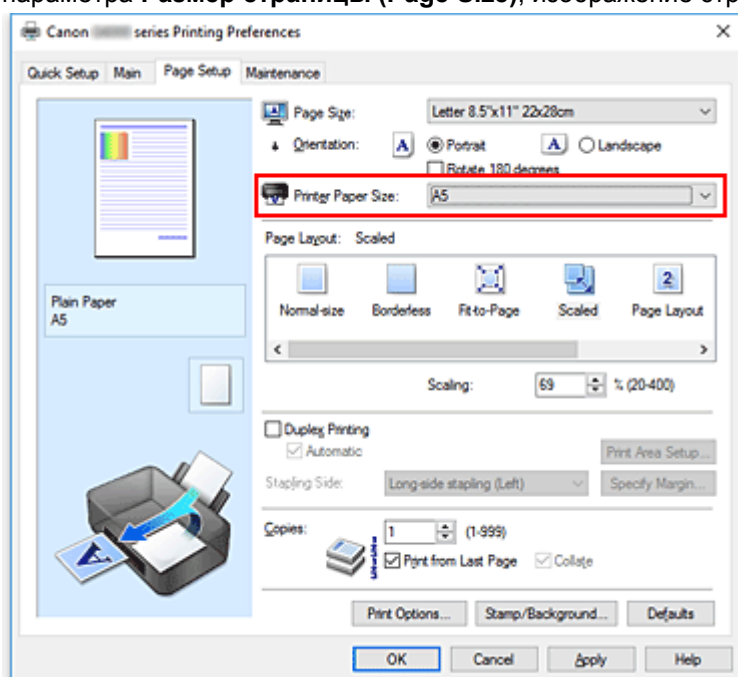 параметра Размер страницы (Page Size), изображение стр
Canon series Printing Preferences
Quick Setup Main Page Setup Maintenance
Page Size: Letter 8.5"x11" 22x28cm
Orientation: A Portrait A Landscape
Rotate 180 degrees
Printer Paper Size: A5
Page Layout: Scaled
Normal-size Borderless Fit-to-Page Scaled Page Layout
Plain Paper
A5
Scaling: 69 % (20-400)
Duplex Printing
Automatic Print Area Setup...
Stapling Side: Long-side stapling (Left) Specify Margin...
Copies: 1 (1-999)
Print from Last Page Collate
Print Options... Stamp/Background... Defaults
OK Cancel Apply Help